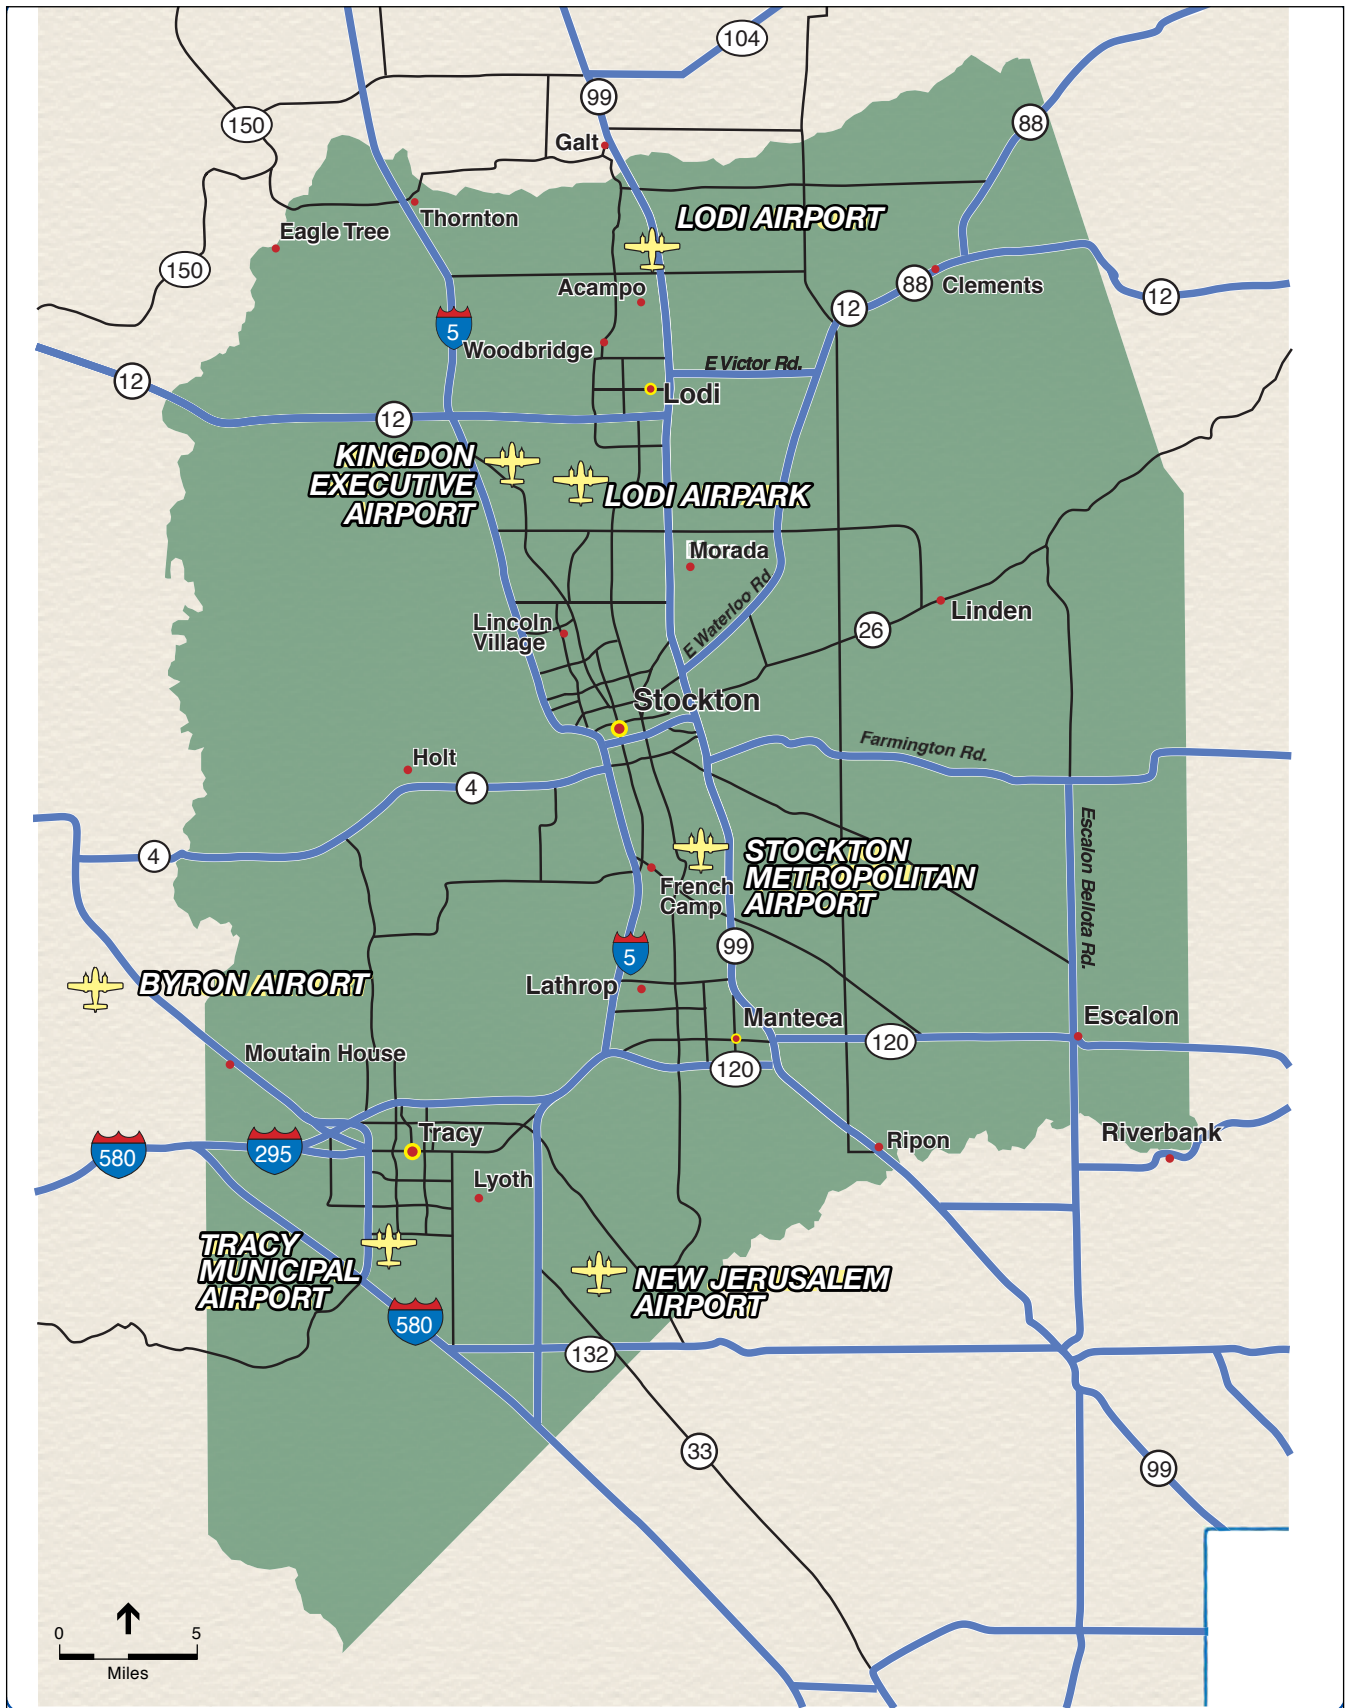 104
99
150
88
Galt
LODI AIRPORT
Thornton
Eagle Tree
150
Acampo
88
Clements
12
12
5
Woodbridge
E Victor Rd.
12
Lodi
12
KINGDON
EXECUTIVE
AIRPORT
LODI AIRPARK
Morada
E Waterloo Rd
Linden
Lincoln
Village
26
Stockton
Farmington Rd.
Holt
4
Escalon Bellota Rd.
4
STOCKTON
METROPOLITAN
AIRPORT
French
Camp
99
5
BYRON AIRORT
Lathrop
Manteca
Escalon
120
Moutain House
120
Tracy
Ripon
Riverbank
580
295
Lyoth
TRACY
MUNICIPAL
AIRPORT
NEW JERUSALEM
AIRPORT
580
132
33
99
0 5
Miles